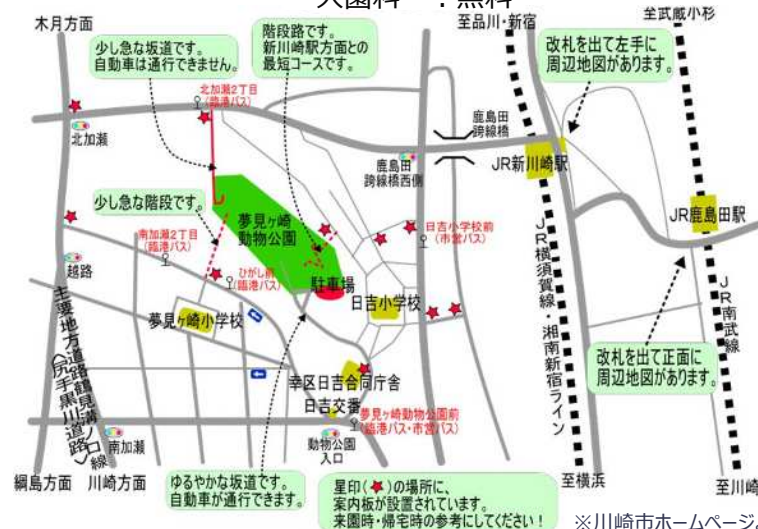 入園料 : 無料
木月方面
少し急な坂道です。
自動車は通行できません。
階段路です。
新川崎駅方面との
最短コースです。
至品川・新宿
至武蔵小杉
改札を出て左手に
周辺地図があります。
北加瀬2丁目
(臨港バス)
北加瀬
鹿島田
跨線橋
鹿島田
跨線橋西側
JR新川崎駅
JR鹿島田駅
少し急な階段です。
夢見ヶ崎
動物公園
日吉小学校前
(市営バス)
南加瀬2丁目
(臨港バス)
ひがし前
(臨港バス)
越路
駐車場
日吉小学校
夢見ヶ崎小学校
JR横須賀線・湘南新宿ライン
JR南武線
主要地方道路鶴見溝ノ口線
(尻手黒川道路)
改札を出て正面に
周辺地図があります。
幸区日吉合同庁舎
日吉交番
夢見ヶ崎動物公園前
(臨港バス・市営バス)
南加瀬
動物公園
入口
綱島方面
川崎方面
ゆるやかな坂道です。
自動車が通行できます。
星印(★)の場所に、
案内板が設置されています。
来園時・帰宅時の参考にしてください!
至横浜
至川崎
※川崎市ホームページ